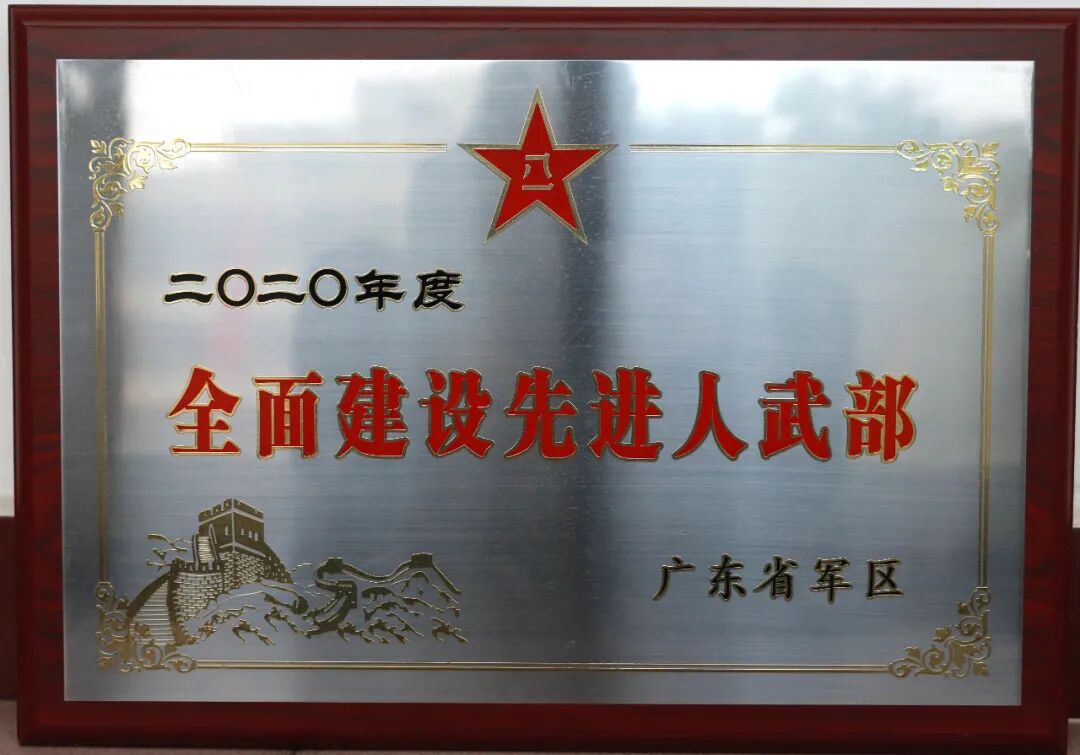 八一
二〇二〇年度
全面建设先进人武部
广东省军区